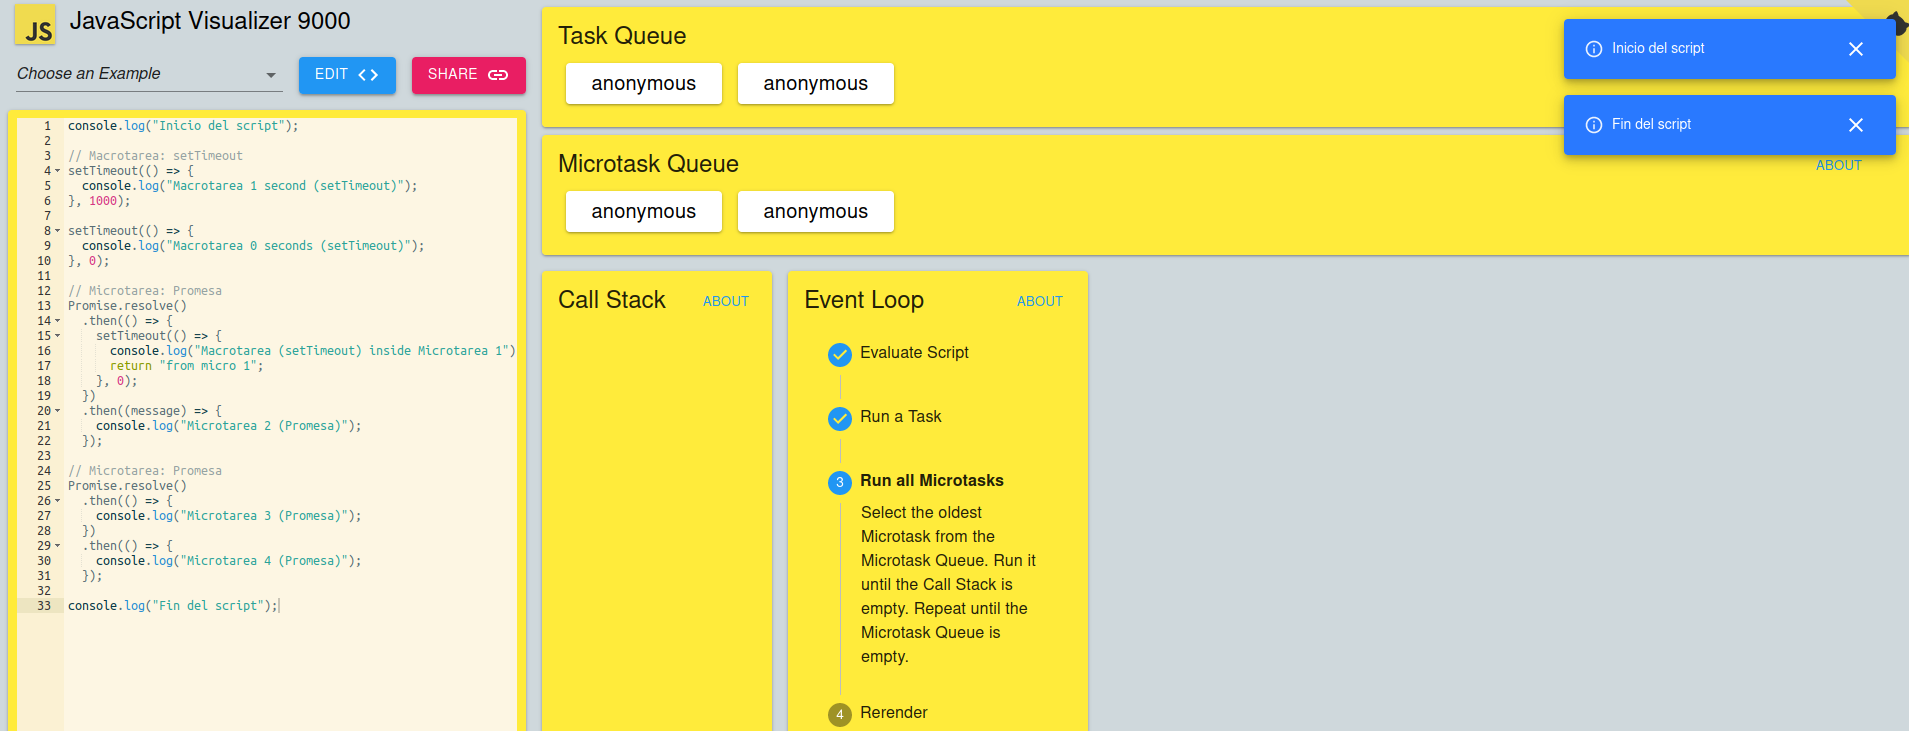 JS
JavaScript Visualizer 9000
Choose an Example
EDIT
SHARE
1 console.log("Inicio del script");
2
3 // Macrotarea: setTimeout
4 setTimeout(() => {
5   console.log("Macrotarea 1 second (setTimeout)");
6 }, 1000);
7
8 setTimeout(() => {
9   console.log("Macrotarea 0 seconds (setTimeout)");
10 }, 0);
11
12 // Microtarea: Promesa
13 Promise.resolve()
14   .then(() => {
15     setTimeout(() => {
16       console.log("Macrotarea (setTimeout) inside Microtarea 1")
17       return "from micro 1";
18     }, 0);
19   })
20   .then((message) => {
21     console.log("Microtarea 2 (Promesa)");
22   });
23
24 // Microtarea: Promesa
25 Promise.resolve()
26   .then(() => {
27     console.log("Microtarea 3 (Promesa)");
28   })
29   .then(() => {
30     console.log("Microtarea 4 (Promesa)");
31   });
32
33 console.log("Fin del script");
Task Queue
anonymous anonymous
Inicio del script
Fin del script
Microtask Queue
ABOUT
anonymous anonymous
Call Stack ABOUT
Event Loop ABOUT
Evaluate Script
Run a Task
3 Run all Microtasks
Select the oldest
Microtask from the
Microtask Queue. Run it
until the Call Stack is
empty. Repeat until the
Microtask Queue is
empty.
4 Rerender